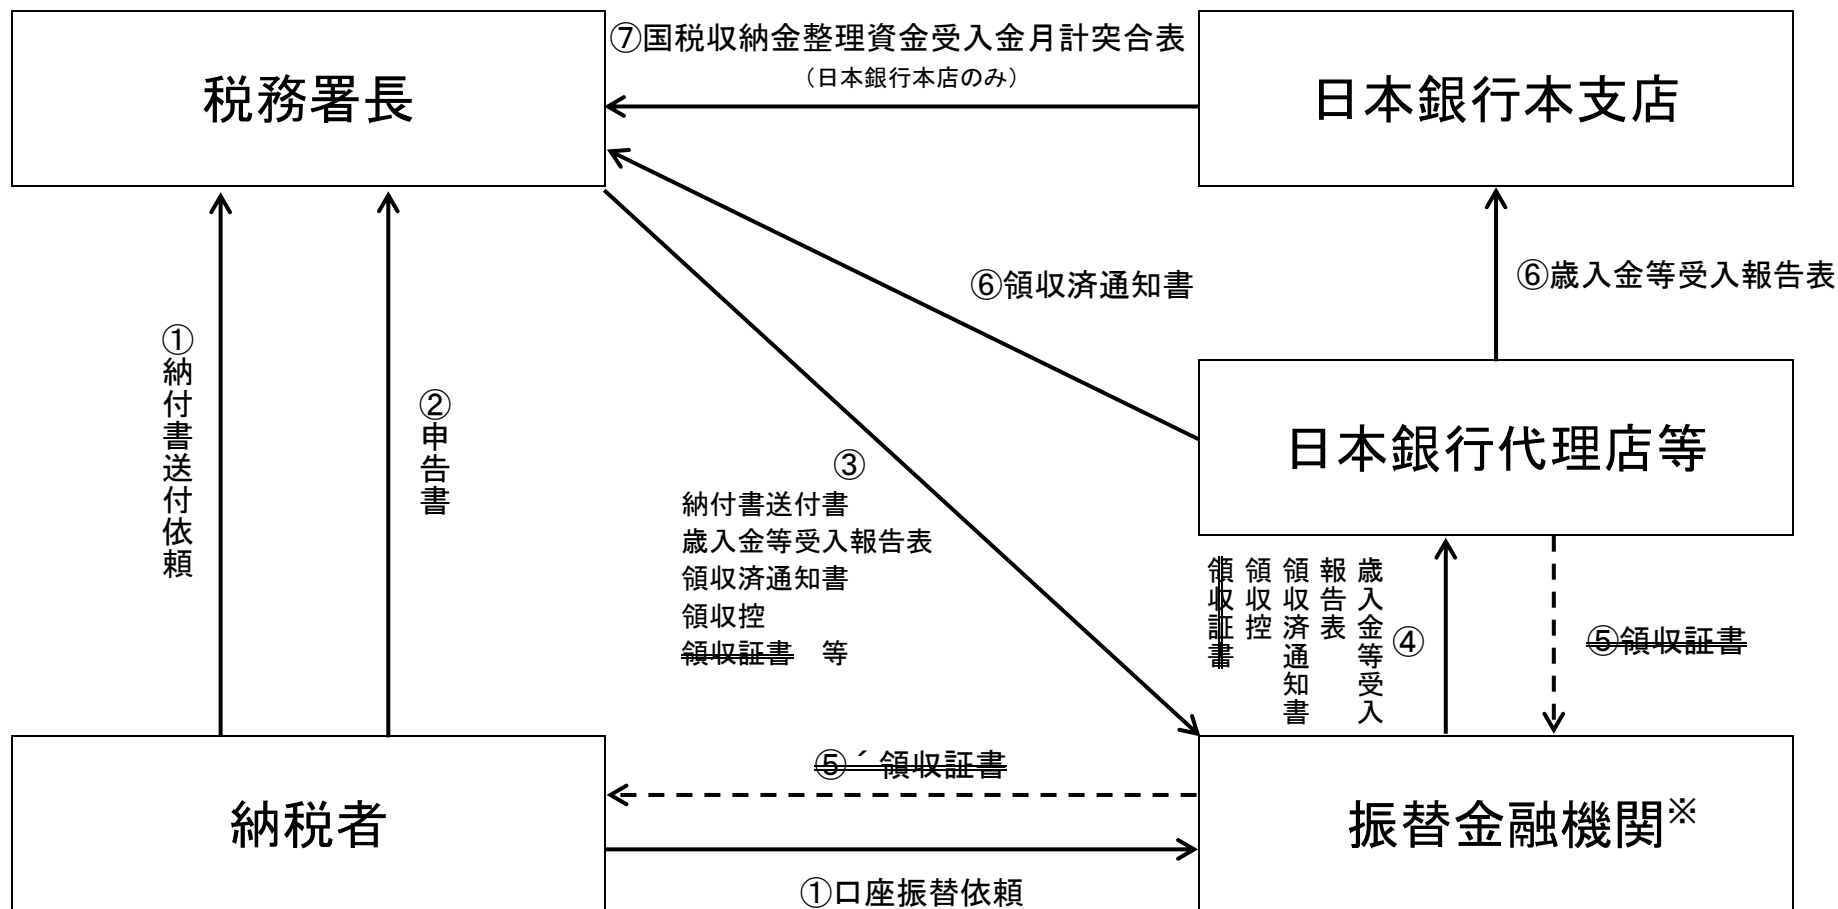 税務署長
⑦国税収納金整理資金受入金月計突合表
（日本銀行本店のみ）
日本銀行本支店
⑥領収済通知書
⑥歳入金等受入報告表
①納付書送付依頼
②申告書
③
納付書送付書
歳入金等受入報告表
領収済通知書
領収控
領収証書　等
日本銀行代理店等
④
歳入金等受入
報告表
領収済通知書
領収控
領収証書
⑤領収証書
⑤´領収証書
納税者
①口座振替依頼
振替金融機関※